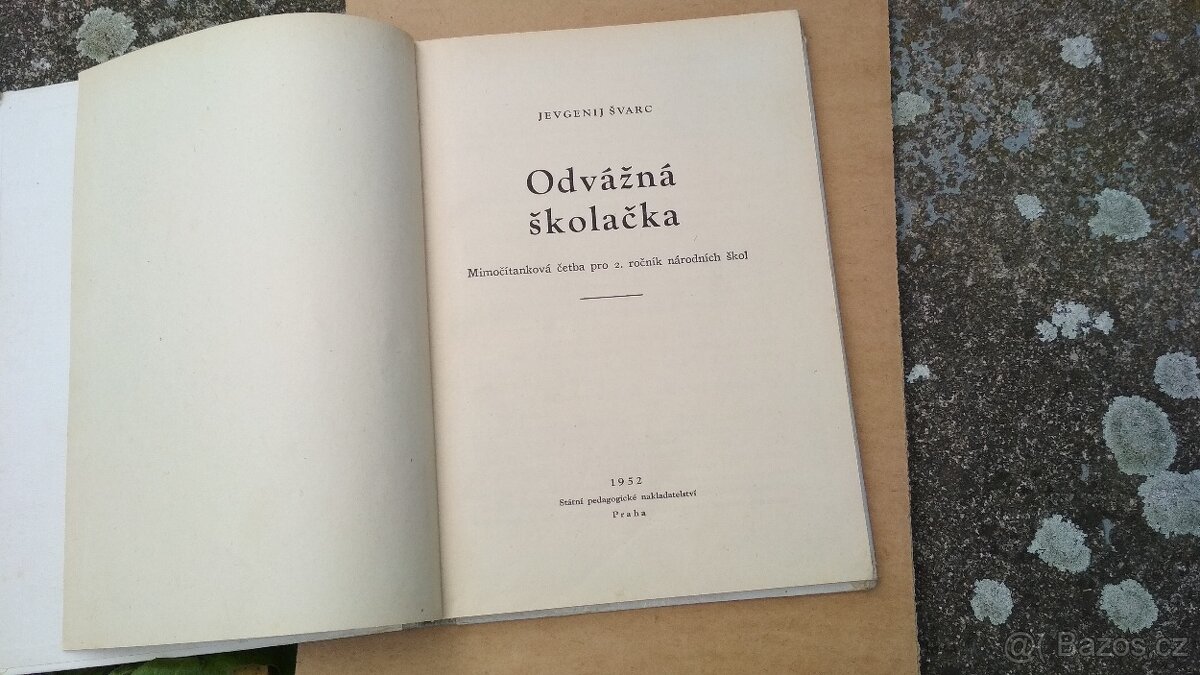 JEVGENIJ ŠVARC
Odvážná
školačka
Mimočítanková četba pro 2. ročník národních škol
1952
Státní pedagogické nakladatelství
Praha
@( Bazos.cz